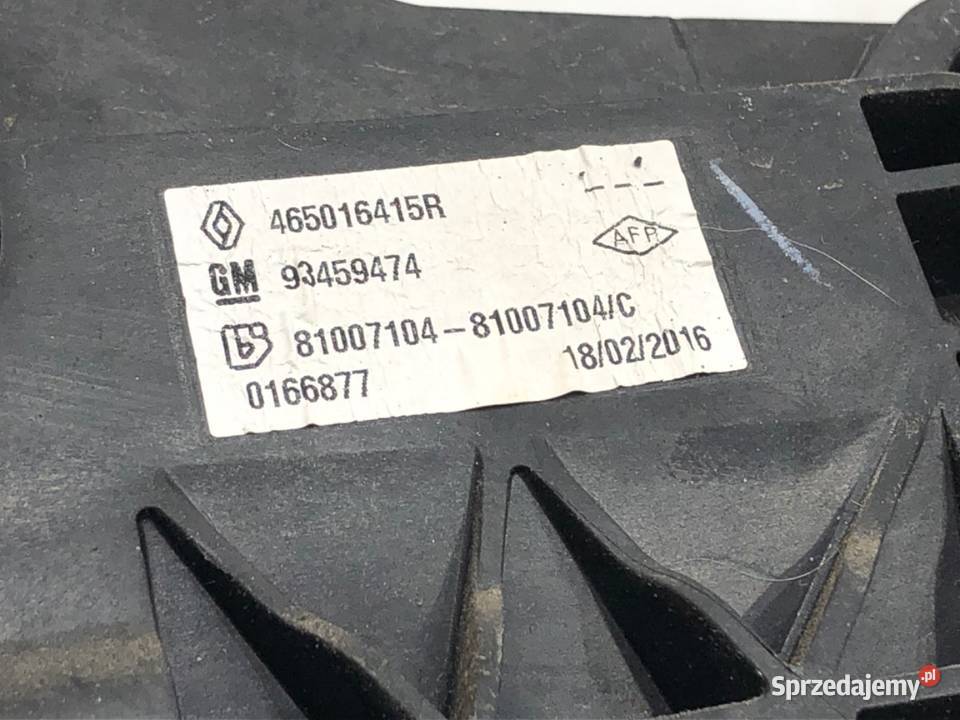 465016415R
---
AFP
GM 93459474
81007104-81007104/C
0166877
18/02/2016
Sprzedajemy.pl